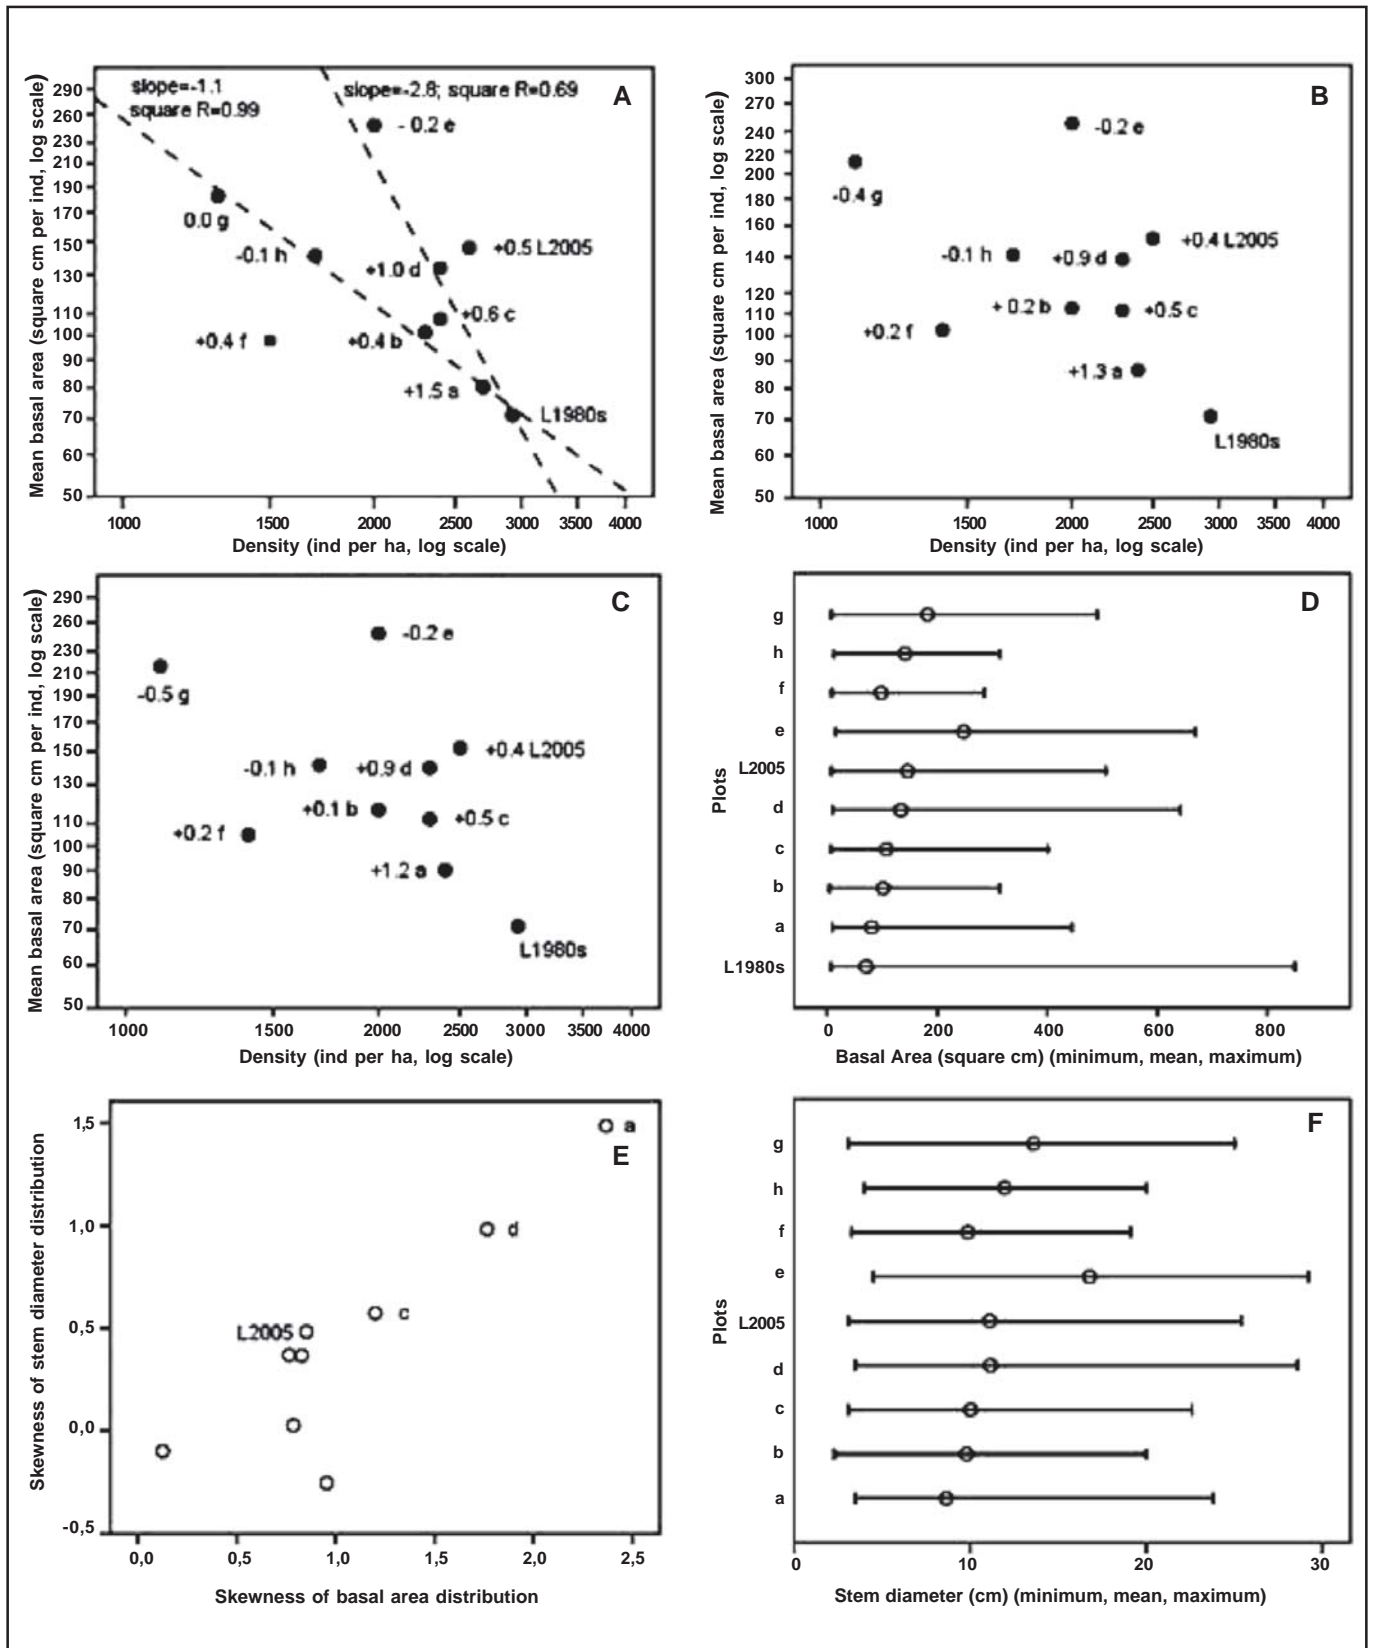 A
slope=-1.1
square R=0.99
slope=-2.8; square R=0.69
- 0.2 e
0.0 g
-0.1 h
+0.5 L2005
+1.0 d
+0.6 c
+0.4 f
+0.4 b
+1.5 a
L1980s
290
260
230
210
190
170
150
130
110
100
90
80
70
60
50
1000 1500 2000 2500 3000 3500 4000
Mean basal area (square cm per ind, log scale)
Density (ind per ha, log scale)
B
-0.2 e
-0.4 g
+0.4 L2005
-0.1 h
+0.9 d
+ 0.2 b
+0.5 c
+0.2 f
+1.3 a
L1980s
300
270
240
220
200
180
160
140
120
100
90
80
70
60
50
1000 1500 2000 2500 3000 3500 4000
Mean basal area (square cm per ind, log scale)
Density (ind per ha, log scale)
C
-0.2 e
-0.5 g
+0.4 L2005
-0.1 h
+0.9 d
+0.1 b
+0.5 c
+0.2 f
+1.2 a
L1980s
290
260
230
210
190
170
150
130
110
100
90
80
70
60
50
1000 1500 2000 2500 3000 3500 4000
Mean basal area (square cm per ind, log scale)
Density (ind per ha, log scale)
D
g
h
f
e
L2005
d
c
b
a
L1980s
Plots
0 200 400 600 800
Basal Area (square cm) (minimum, mean, maximum)
E
a
d
c
L2005
1,5
1,0
0,5
0,0
-0,5
0,0 0,5 1,0 1,5 2,0 2,5
Skewness of stem diameter distribution
Skewness of basal area distribution
F
g
h
f
e
L2005
d
c
b
a
Plots
0 10 20 30
Stem diameter (cm) (minimum, mean, maximum)